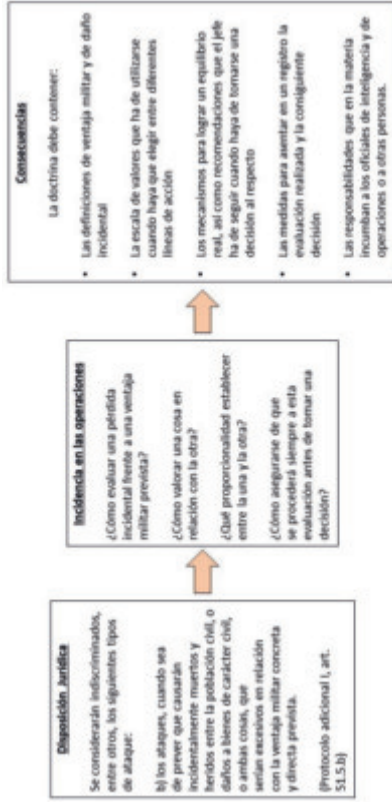 Disposición Jurídica
Se considerarán indiscriminados,
entre otros, los siguientes tipos
de ataque:
b) los ataques, cuando sea
de prever que causarán
incidentalmente muertos y
heridos entre la población civil, o
daños a bienes de carácter civil,
o ambas cosas, que
serían excesivos en relación
con la ventaja militar concreta
y directa prevista.
(Protocolo adicional I, art.
51.5.b)
Incidencia en las operaciones
¿Cómo evaluar una pérdida
incidental frente a una ventaja
militar prevista?
¿Cómo valorar una cosa en
relación con la otra?
¿Qué proporcionalidad establecer
entre la una y la otra?
¿Cómo asegurarse de que
se procederá siempre a esta
evaluación antes de tomar una
decisión?
Consecuencias
La doctrina debe contener:
• Las definiciones de ventaja militar y de daño
incidental
• La escala de valores que ha de utilizarse
cuando haya que elegir entre diferentes
líneas de acción
• Los mecanismos para lograr un equilibrio
real, así como recomendaciones que el jefe
ha de seguir cuando haya de tomarse una
decisión al respecto
• Las medidas para asentar en un registro la
evaluación realizada y la consiguiente
decisión
• Las responsabilidades que en la materia
incumban a los oficiales de inteligencia y de
operaciones o a otras personas.